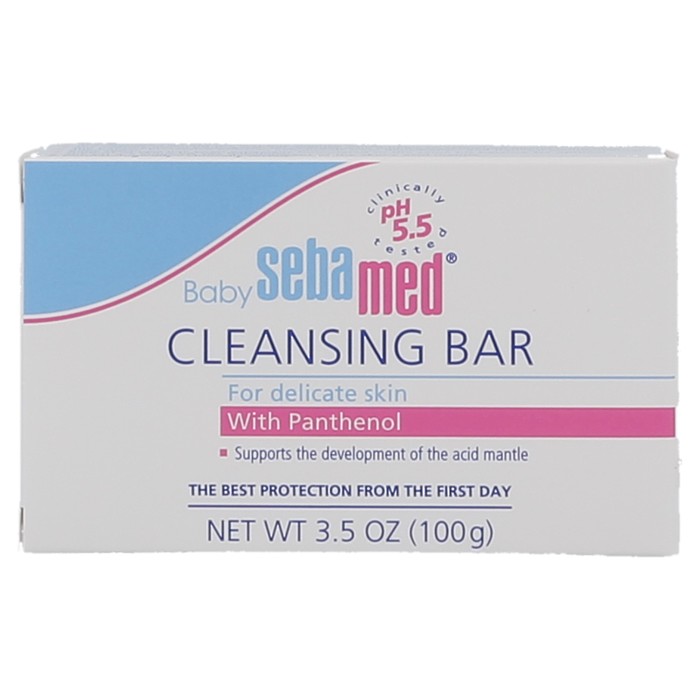 clinically
pH
5.5
tested
Baby sebamed®
CLEANSING BAR
For delicate skin
With Panthenol
Supports the development of the acid mantle
THE BEST PROTECTION FROM THE FIRST DAY
NET WT 3.5 OZ (100g)